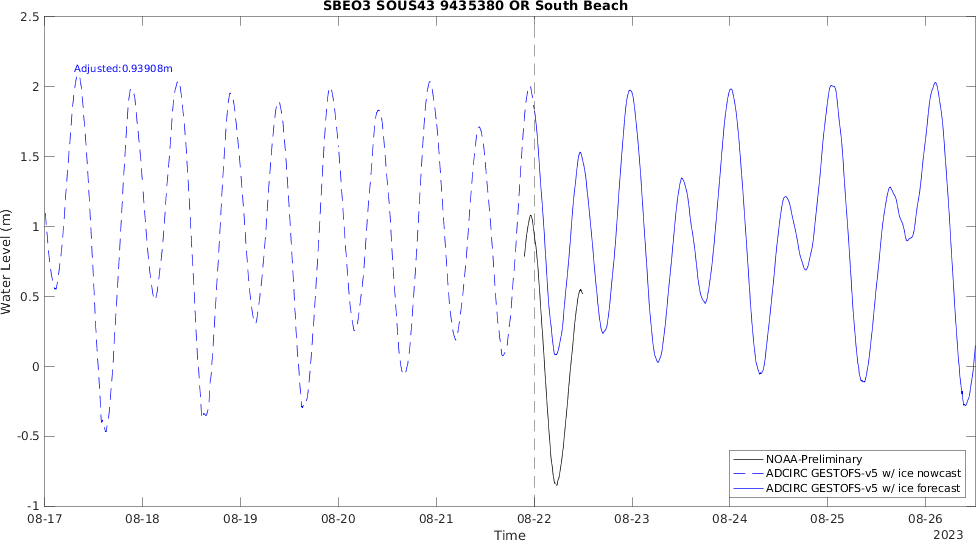 SBEO3 SOUS43 9435380 OR South Beach
Adjusted:0.93908m
Water Level (m)
2.5
2
1.5
1
0.5
0
-0.5
-1
NOAA-Preliminary
ADCIRC GESTOFS-v5 w/ ice nowcast
ADCIRC GESTOFS-v5 w/ ice forecast
08-17 08-18 08-19 08-20 08-21 08-22 08-23 08-24 08-25 08-26
Time
2023